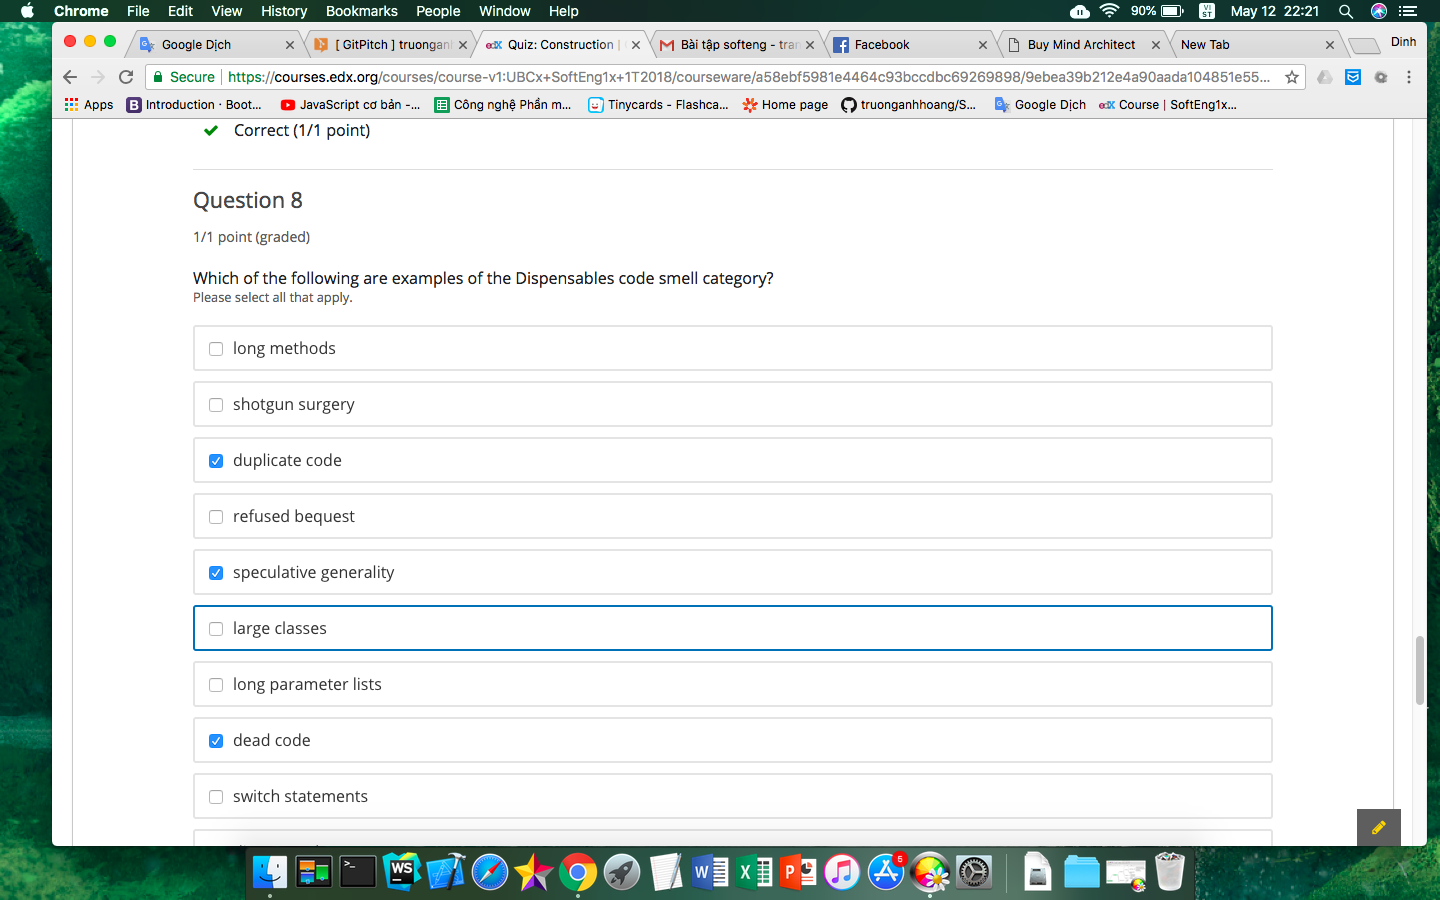 Chrome File Edit View History Bookmarks People Window Help 90% VI ST May 12 22:21
Google Dịch [ GitPitch ] truongan Quiz: Construction | Bài tập softeng - tran Facebook Buy Mind Architect New Tab Dinh
Secure | https://courses.edx.org/courses/course-v1:UBCx+SoftEng1x+1T2018/courseware/a58ebf5981e4464c93bccdbc69269898/9ebea39b212e4a90aada104851e55...
Apps Introduction · Boot... JavaScript cơ bản -... Công nghệ Phần m... Tinycards - Flashca... Home page truonganhhoang/S... Google Dịch Course | SoftEng1x...
Correct (1/1 point)
Question 8
1/1 point (graded)
Which of the following are examples of the Dispensables code smell category?
Please select all that apply.
long methods
shotgun surgery
duplicate code
refused bequest
speculative generality
large classes
long parameter lists
dead code
switch statements
WS
5